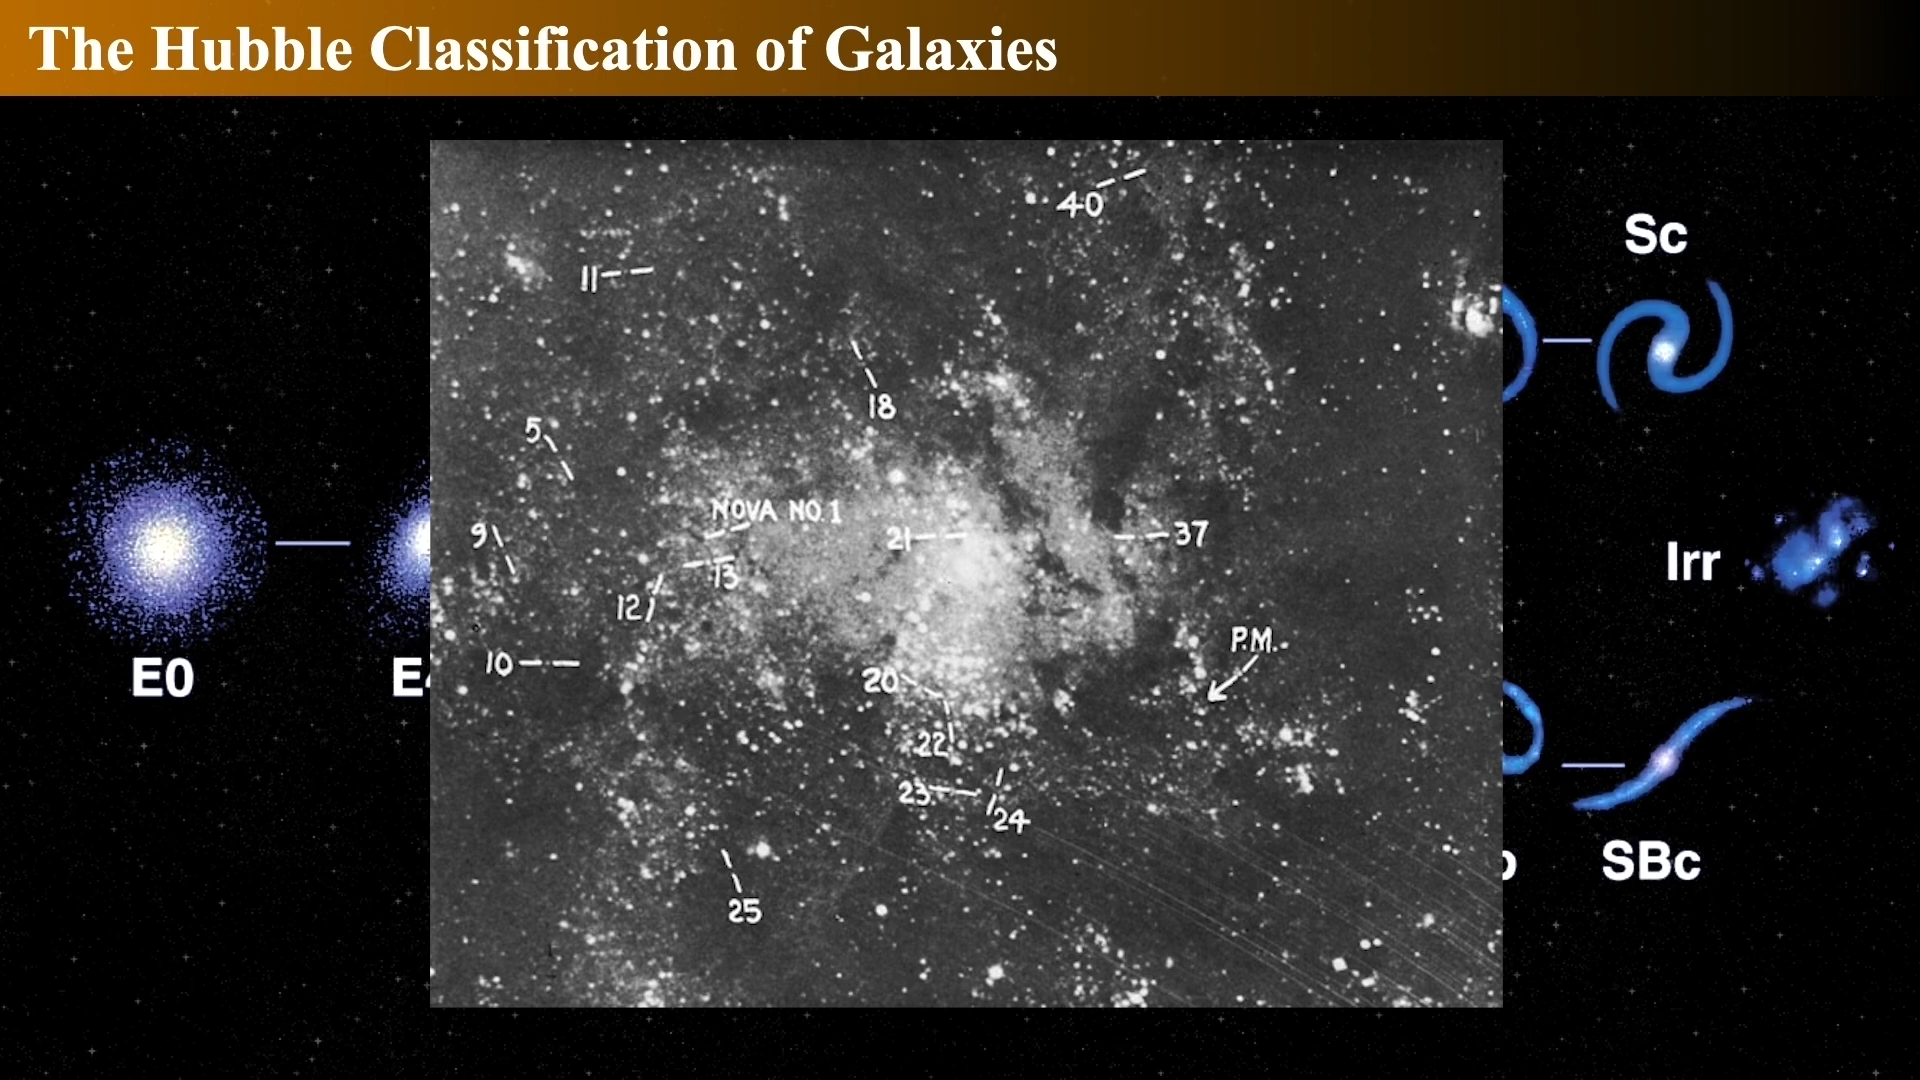 The Hubble Classification of Galaxies
40
Sc
11
18
5
NOVA NO.1
9
21
37
Irr
13
12
P.M.
10
E0
20
22
23
24
SBc
25